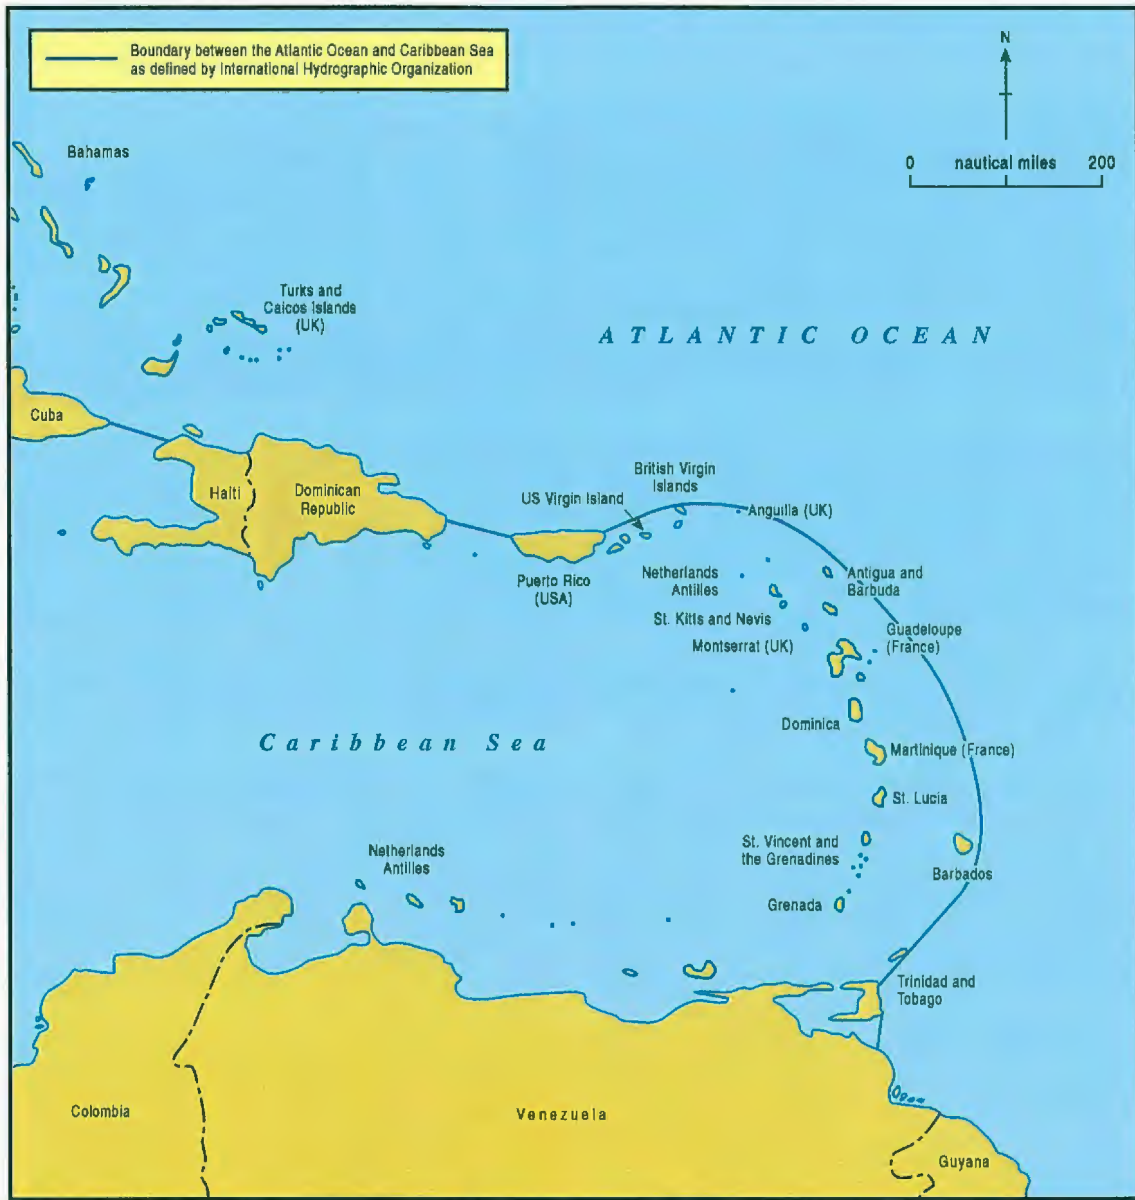 Boundary between the Atlantic Ocean and Caribbean Sea
as defined by International Hydrographic Organization
N
0 nautical miles 200
Bahamas
Turks and
Caicos Islands
(UK)
ATLANTIC OCEAN
Cuba
British Virgin
Islands
Haiti
Dominican
Republic
US Virgin Island
Anguilla (UK)
Puerto Rico
(USA)
Netherlands
Antilles
Antigua and
Barbuda
St. Kitts and Nevis
Guadeloupe
(France)
Montserrat (UK)
Dominica
Caribbean Sea
Martinique (France)
St. Lucia
St. Vincent and
the Grenadines
Netherlands
Antilles
Barbados
Grenada
Trinidad and
Tobago
Colombia
Venezuela
Guyana